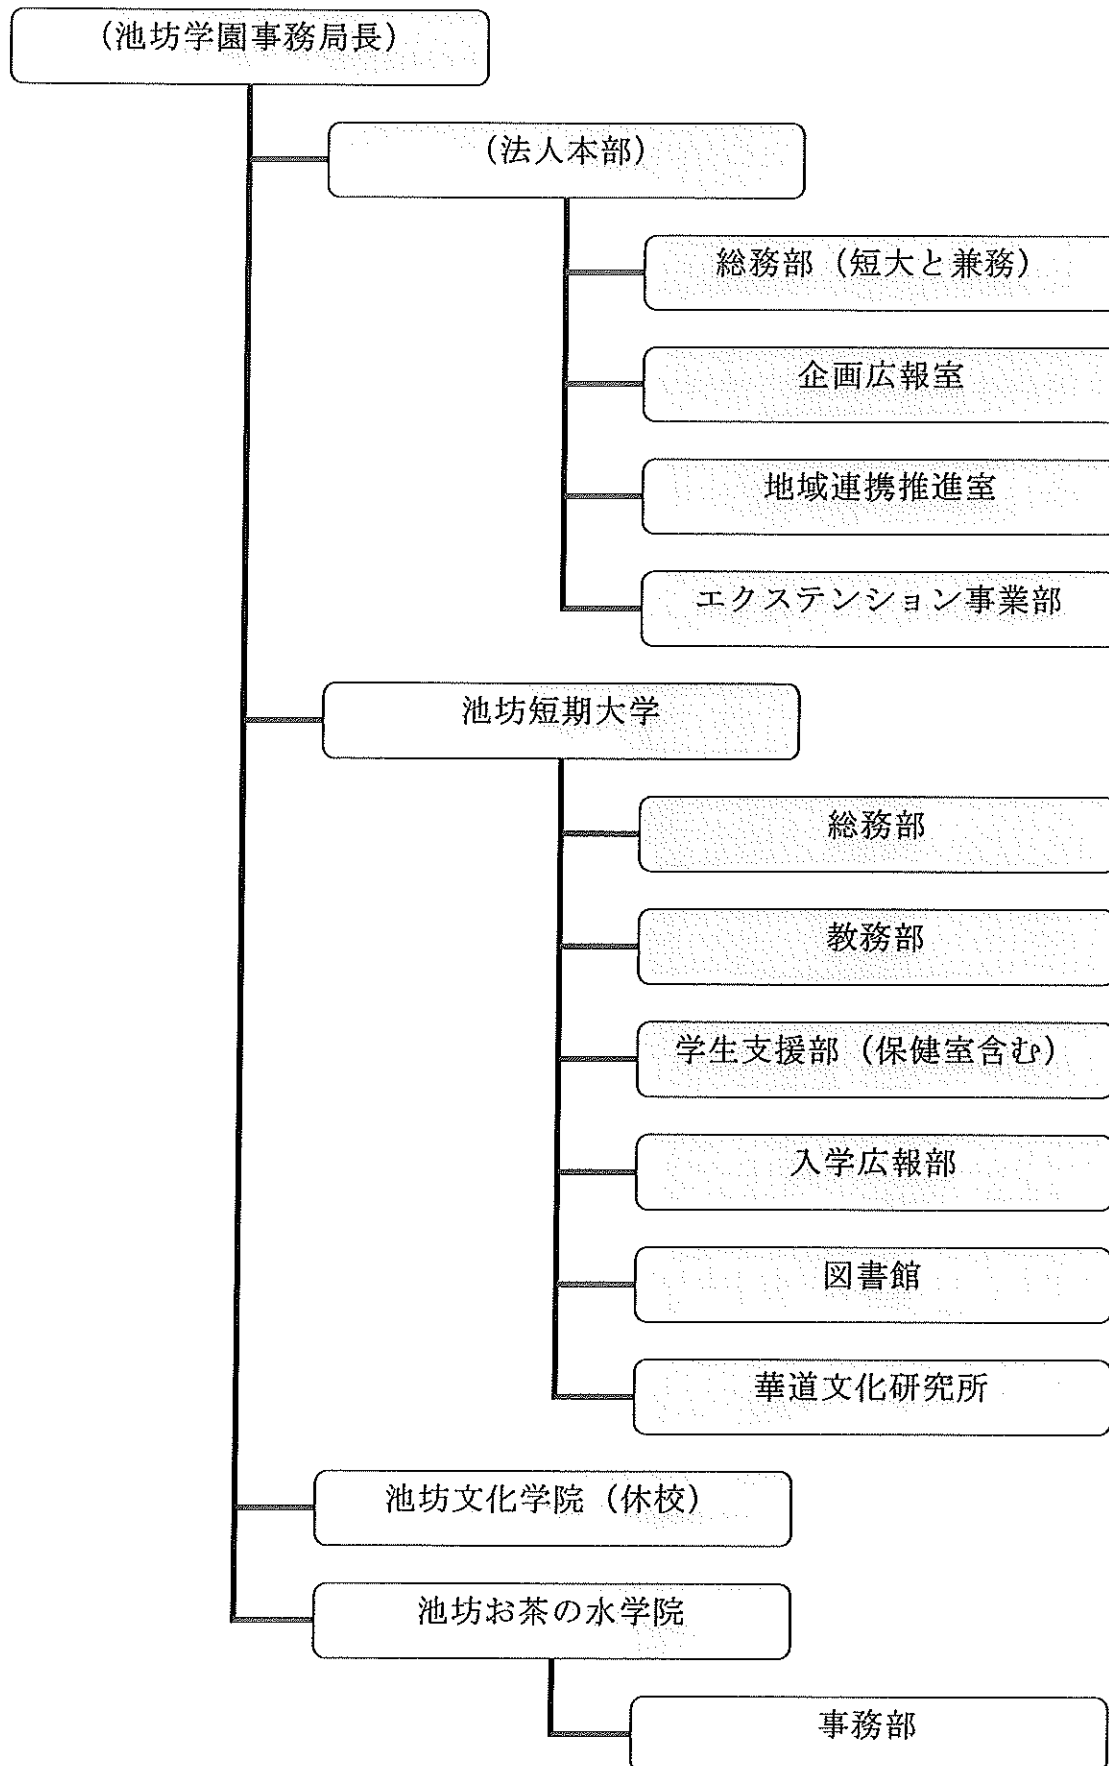 (池坊学園事務局長)
(法人本部)
総務部（短大と兼務）
企画広報室
地域連携推進室
エクステンション事業部
池坊短期大学
総務部
教務部
学生支援部（保健室含む）
入学広報部
図書館
華道文化研究所
池坊文化学院（休校）
池坊お茶の水学院
事務部